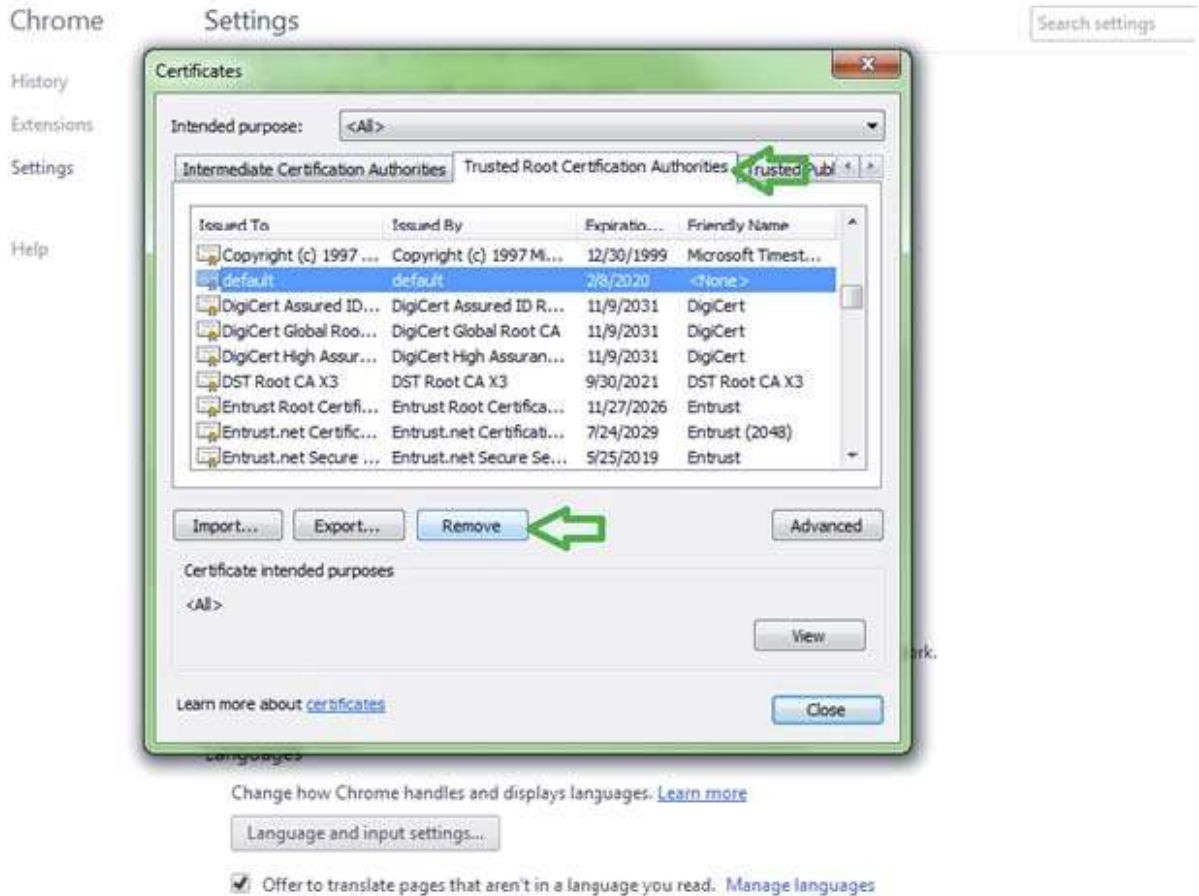 Chrome
Settings
Search settings
History
Extensions
Settings
Help
Certificates
Intended purpose: <All>
Intermediate Certification Authorities Trusted Root Certification Authorities Trusted Publ
Issued To Issued By Expiratio... Friendly Name
Copyright (c) 1997 ... Copyright (c) 1997 Mi... 12/30/1999 Microsoft Timest...
default default 2/8/2020 <None>
DigiCert Assured ID... DigiCert Assured ID R... 11/9/2031 DigiCert
DigiCert Global Roo... DigiCert Global Root CA 11/9/2031 DigiCert
DigiCert High Assur... DigiCert High Assuran... 11/9/2031 DigiCert
DST Root CA X3 DST Root CA X3 9/30/2021 DST Root CA X3
Entrust Root Certifi... Entrust Root Certifica... 11/27/2026 Entrust
Entrust.net Certific... Entrust.net Certificati... 7/24/2029 Entrust (2048)
Entrust.net Secure ... Entrust.net Secure Se... 5/25/2019 Entrust
Import... Export... Remove Advanced
Certificate intended purposes
<All>
View
ork.
Learn more about certificates
Close
Languages
Change how Chrome handles and displays languages. Learn more
Language and input settings...
Offer to translate pages that aren't in a language you read. Manage languages